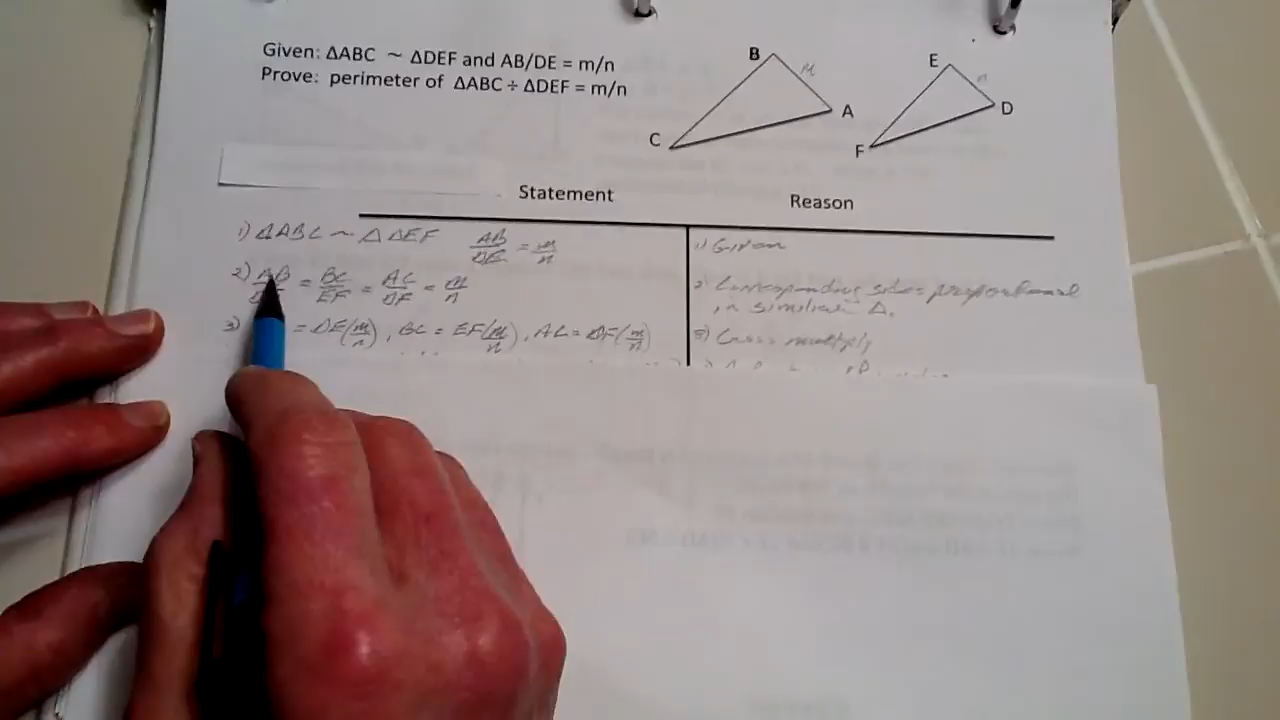 Given: ΔABC ~ ΔDEF and AB/DE = m/n
Prove: perimeter of ΔABC ÷ ΔDEF = m/n
B
M
A
C
E
n
D
F
Statement
Reason
1) ΔABC ~ ΔDEF AB/DE = m/n
1) Given
2) AB/ = BC/EF = AC/DF = m/n
2) Corresponding sides proportional
in similar Δ.
3) = DE(m/n), BC = EF(m/n), AC = DF(m/n)
3) Cross multiply